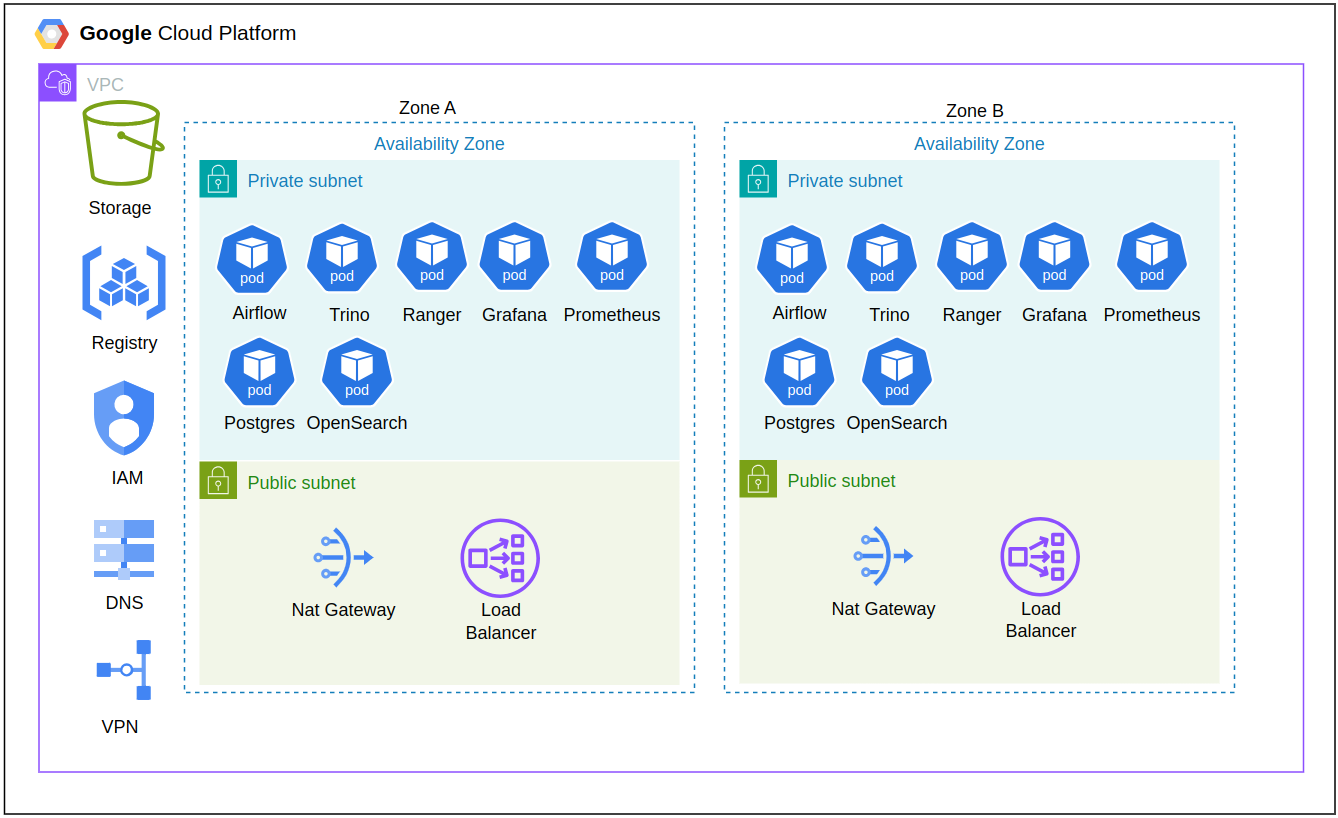 Google Cloud Platform
VPC
Storage
Registry
IAM
DNS
VPN
Zone A
Availability Zone
Private subnet
pod
pod
pod
pod
pod
Airflow
Trino
Ranger
Grafana
Prometheus
pod
pod
Postgres
OpenSearch
Public subnet
Nat Gateway
Load
Balancer
Zone B
Availability Zone
Private subnet
pod
pod
pod
pod
pod
Airflow
Trino
Ranger
Grafana
Prometheus
pod
pod
Postgres
OpenSearch
Public subnet
Nat Gateway
Load
Balancer